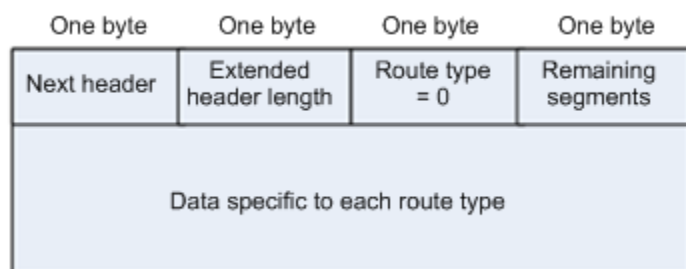 One byte One byte One byte One byte
Next header
Extended
header length
Route type
= 0
Remaining
segments
Data specific to each route type